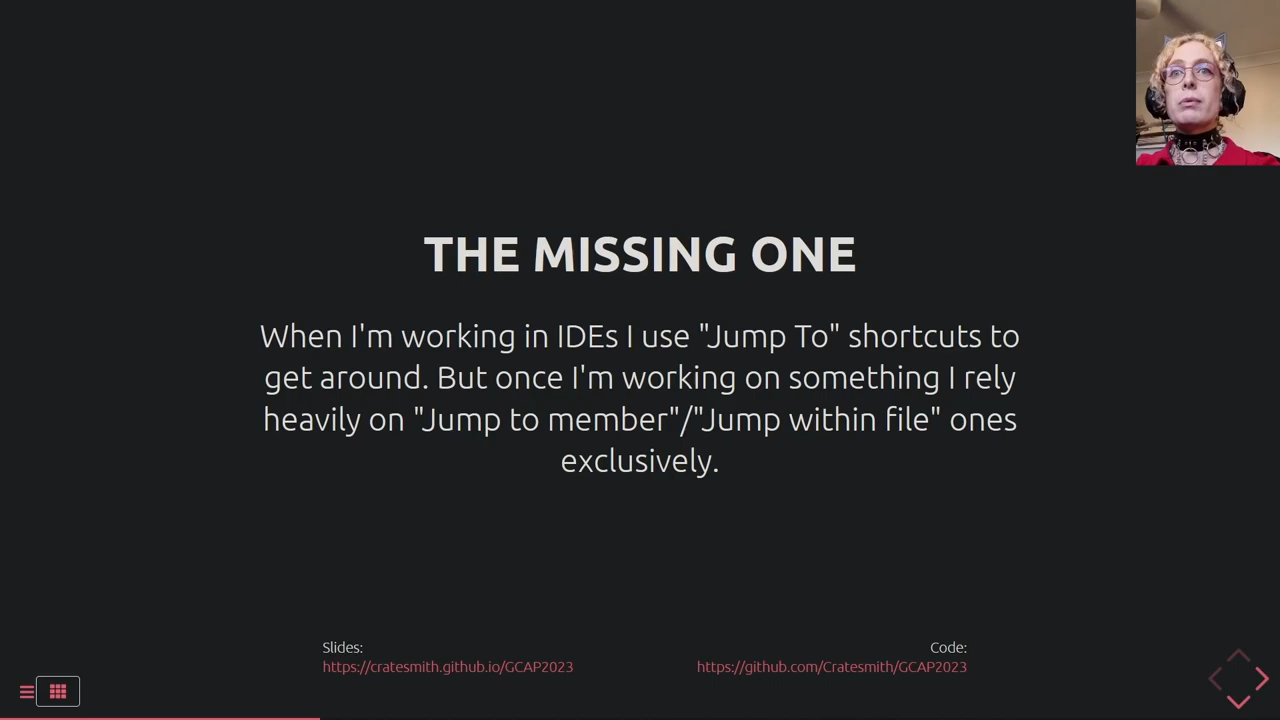 THE MISSING ONE
When I'm working in IDEs I use "Jump To" shortcuts to
get around. But once I'm working on something I rely
heavily on "Jump to member"/"Jump within file" ones
exclusively.
Slides:
https://cratesmith.github.io/GCAP2023
Code:
https://github.com/Cratesmith/GCAP2023